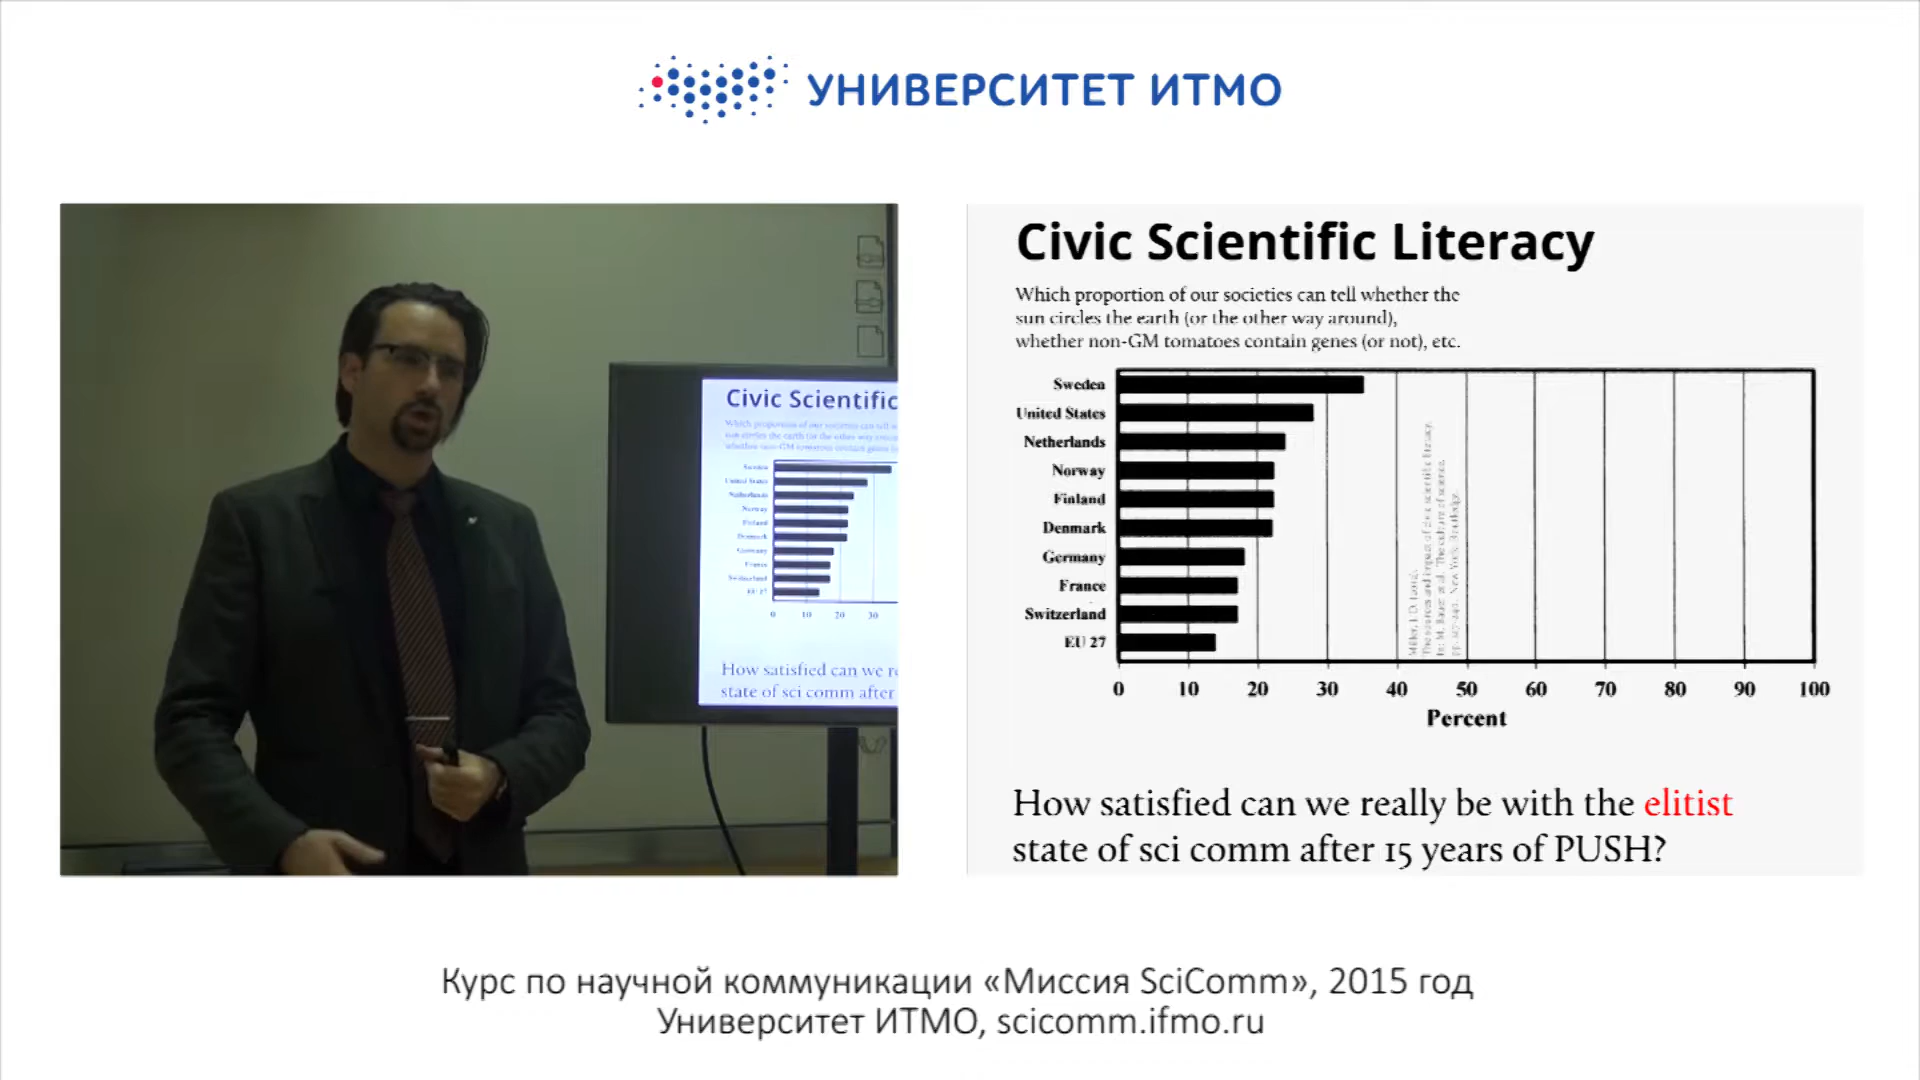 УНИВЕРСИТЕТ ИТМО
Civic Scientific
How satisfied can we re
state of sci comm after
Civic Scientific Literacy
Which proportion of our societies can tell whether the
sun circles the earth (or the other way around),
whether non-GM tomatoes contain genes (or not), etc.
Sweden
United States
Netherlands
Norway
Finland
Denmark
Germany
France
Switzerland
EU 27
0 10 20 30 40 50 60 70 80 90 100
Percent
How satisfied can we really be with the elitist
state of sci comm after 15 years of PUSH?
Курс по научной коммуникации «Миссия SciComm», 2015 год
Университет ИТМО, scicomm.ifmo.ru